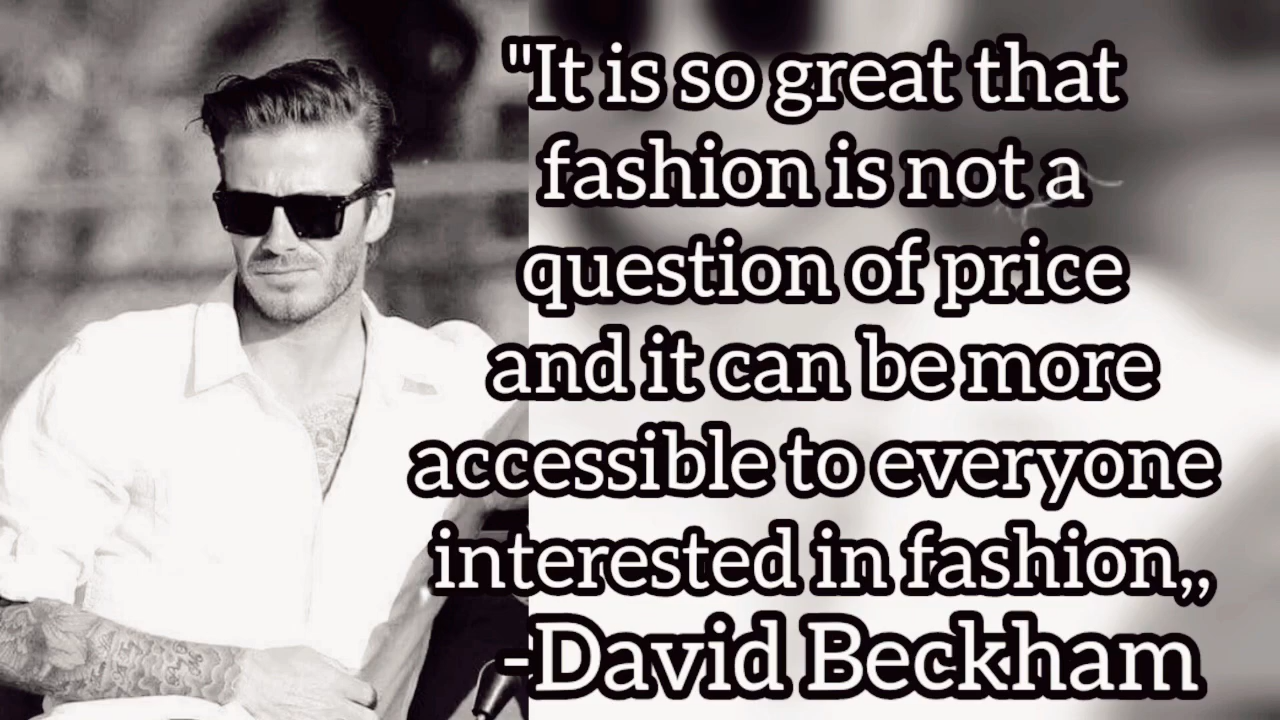 "It is so great that
fashion is not a
question of price
and it can be more
accessible to everyone
interested in fashion,,
-David Beckham